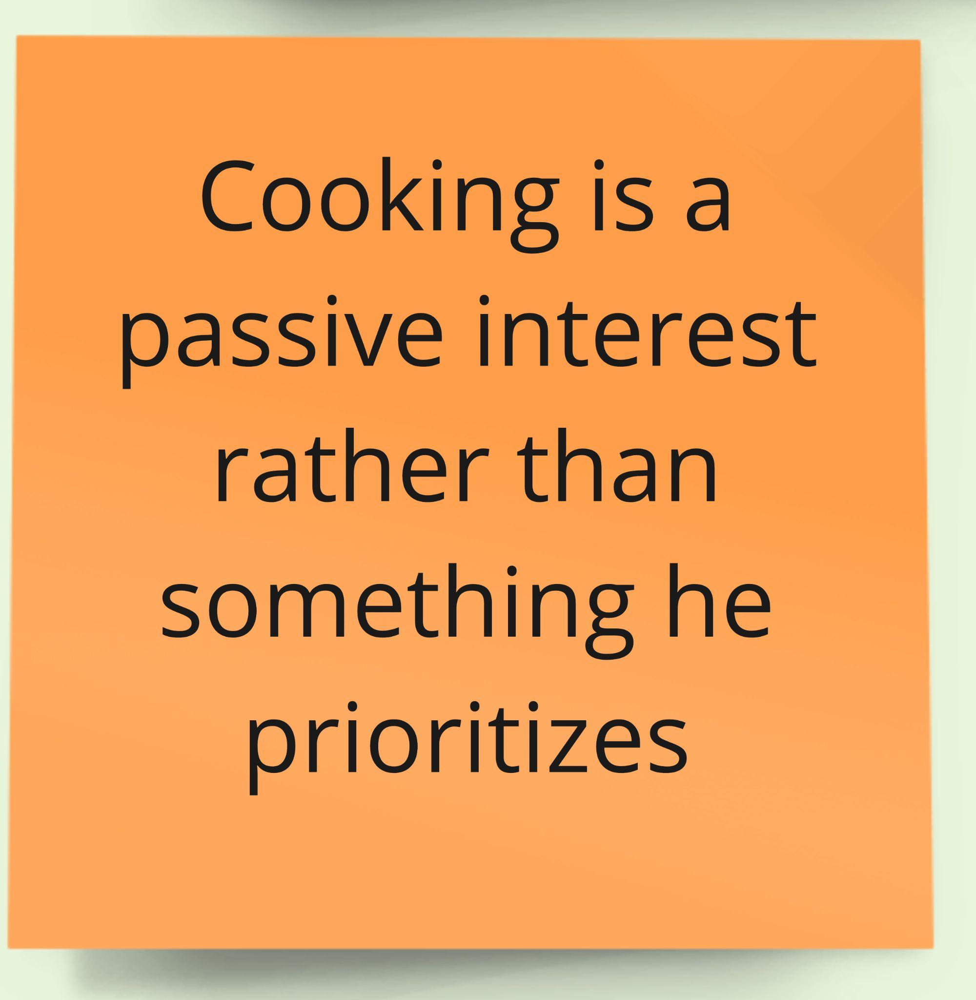 Cooking is a
passive interest
rather than
something he
prioritizes